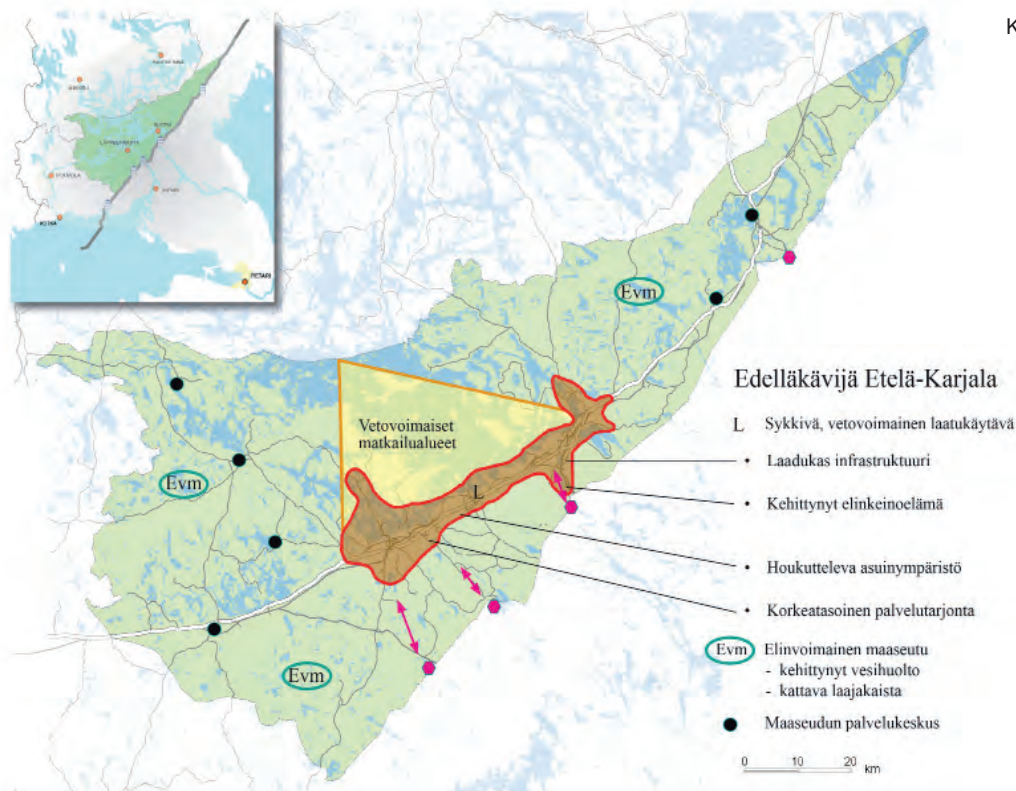 K
KOTKA
PIETARI
Evm
Vetovoimaiset
matkailualueet
Evm
L
Evm
Edelläkävijä Etelä-Karjala
L Sykkivä, vetovoimainen laatukäytävä
• Laadukas infrastruktuuri
• Kehittynyt elinkeinoelämä
• Houkutteleva asuinympäristö
• Korkeatasoinen palvelutarjonta
Evm Elinvoimainen maaseutu
- kehittynyt vesihuolto
- kattava laajakaista
Maaseudun palvelukeskus
0 10 20 km